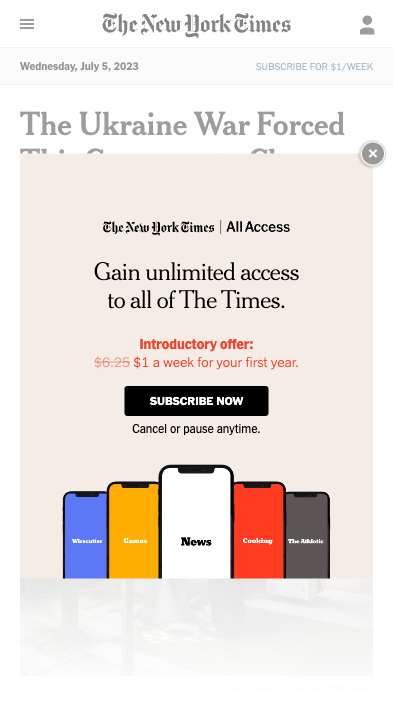 The New York Times
Wednesday, July 5, 2023
SUBSCRIBE FOR $1/WEEK
The Ukraine War Forced
The New York Times | All Access
Gain unlimited access
to all of The Times.
Introductory offer:
$6.25 $1 a week for your first year.
SUBSCRIBE NOW
Cancel or pause anytime.
Wirecutter
Games
News
Cooking
The Athletic